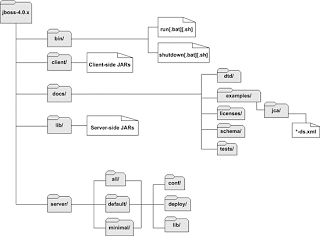 jboss-4.0.x
bin/
run[.bat][.sh]
shutdown[.bat][.sh]
client/
Client-side JARs
docs/
dtd/
examples/
jca/
*-ds.xml
licenses/
schema/
tests/
lib/
Server-side JARs
server/
all/
default/
minimal/
conf/
deploy/
lib/